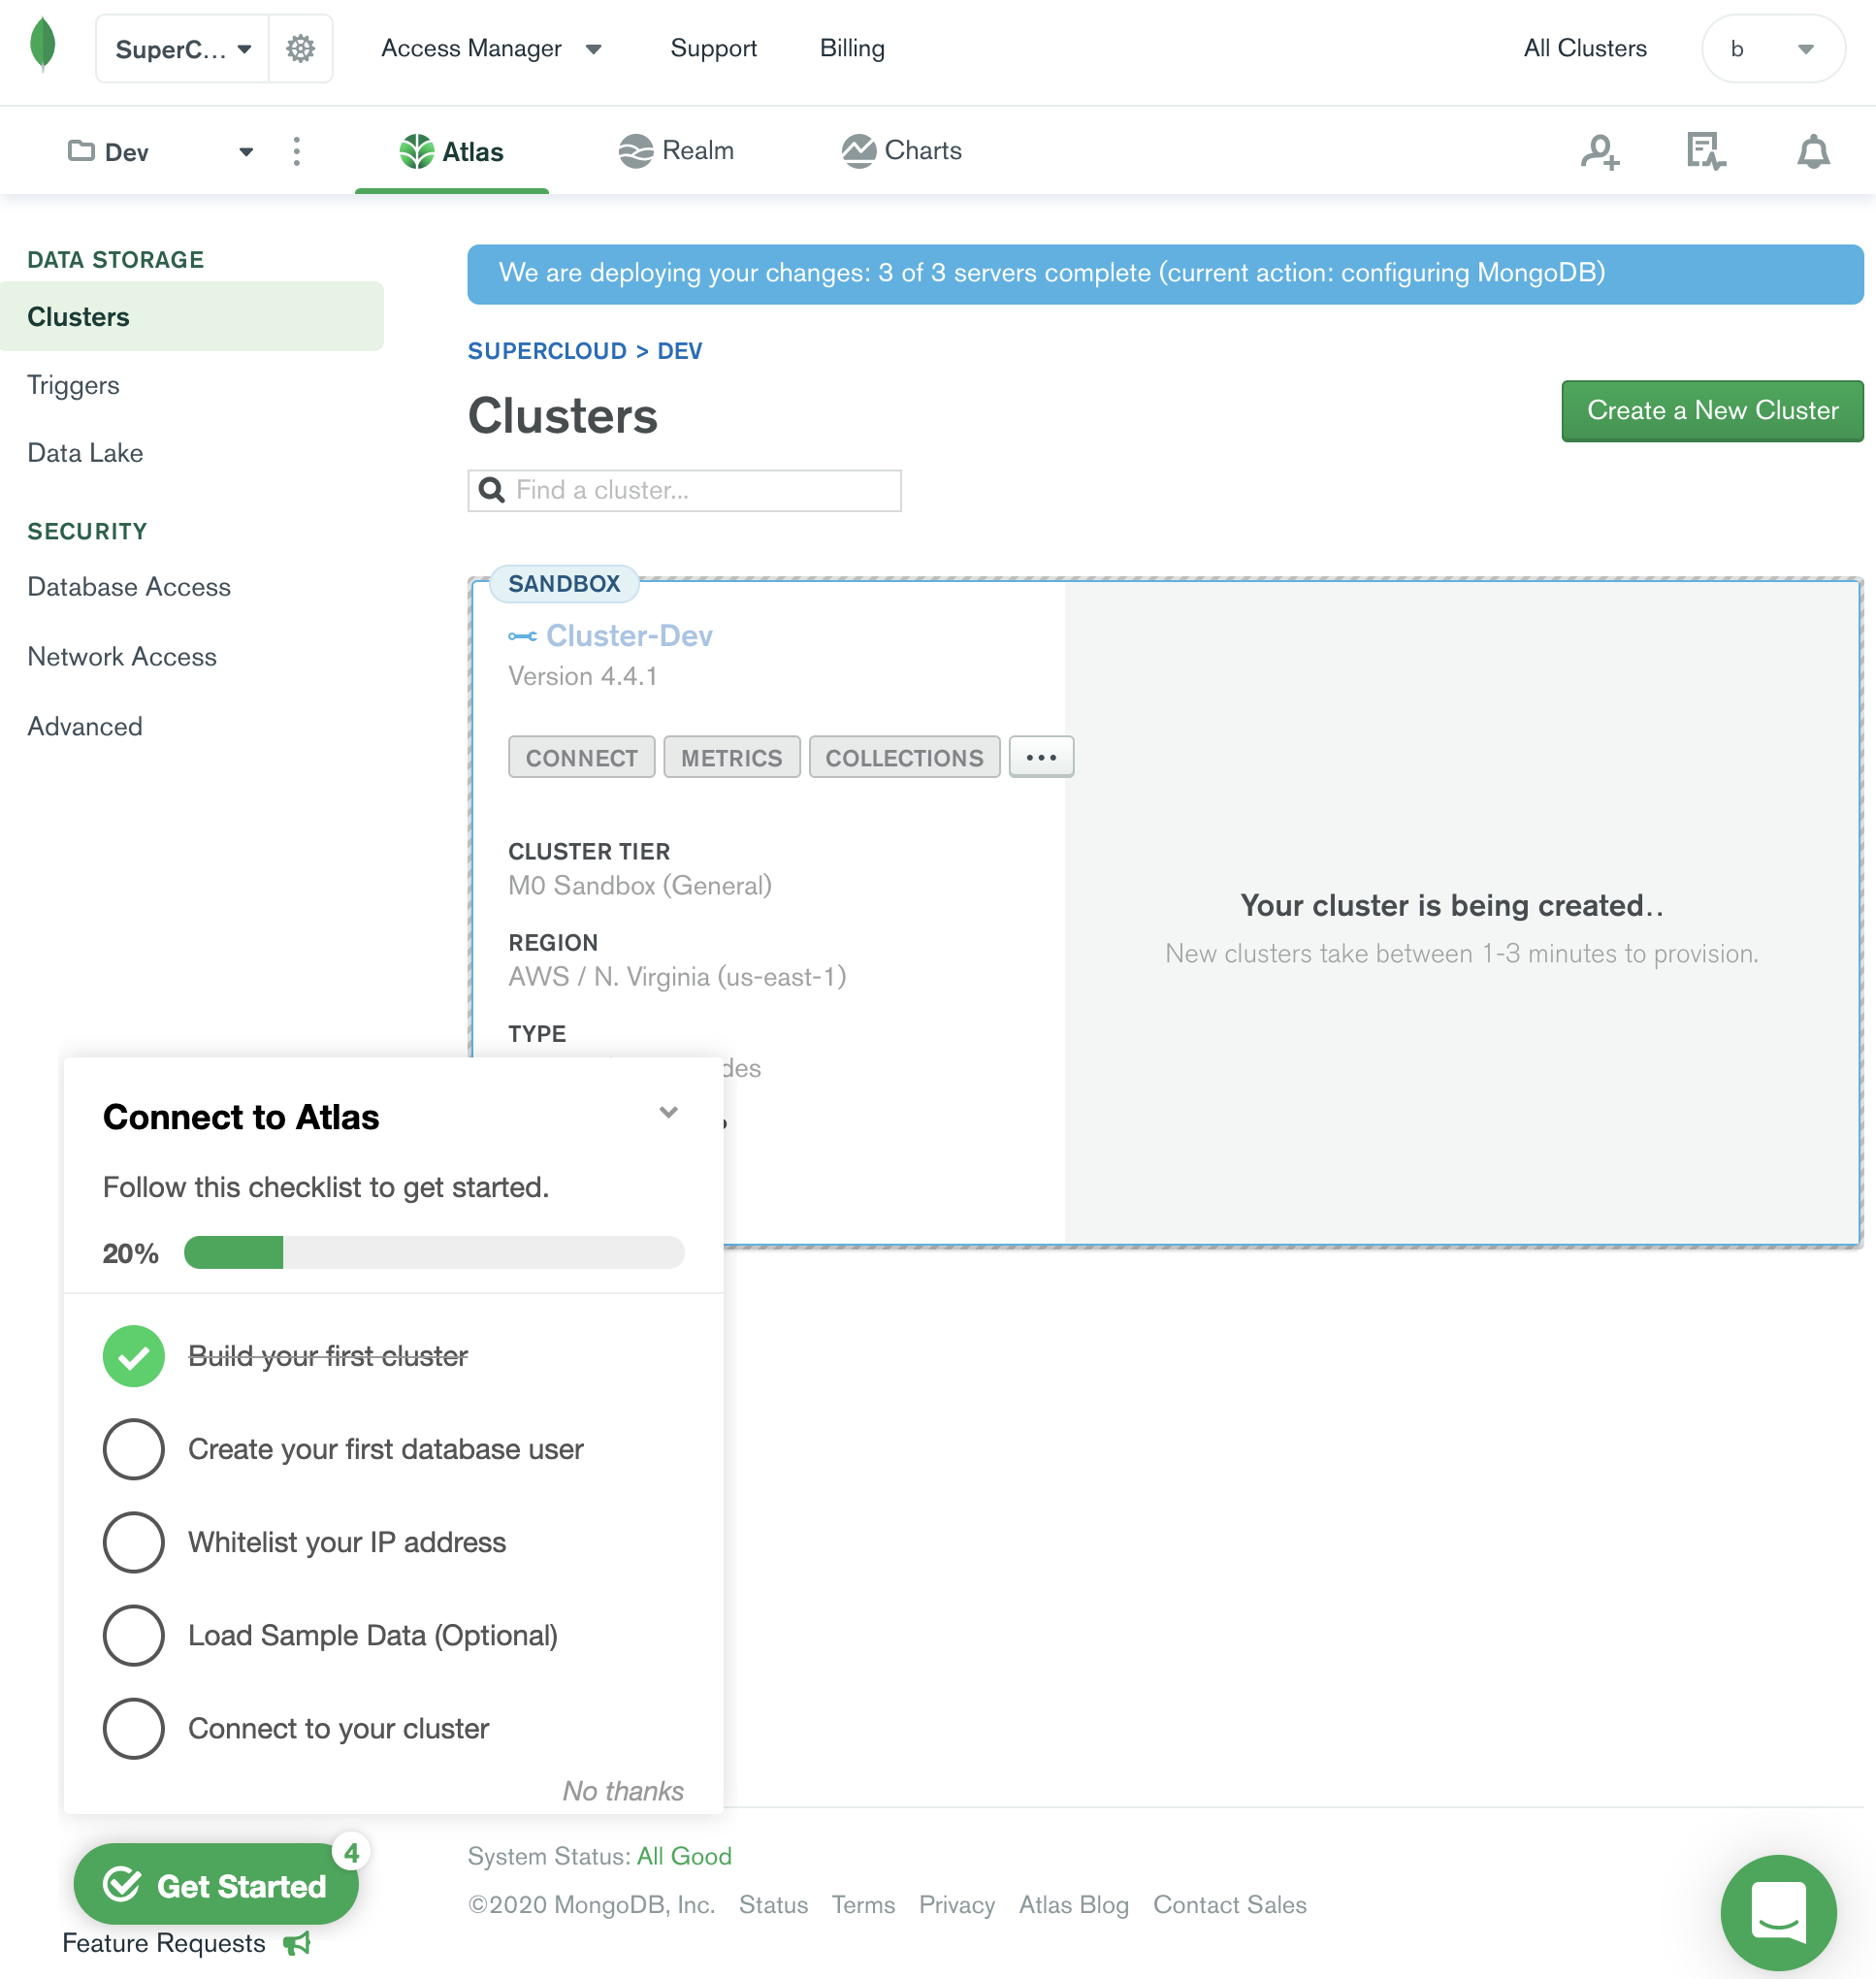 SuperC...
Access Manager
Support
Billing
All Clusters
b
Dev
Atlas
Realm
Charts
DATA STORAGE
Clusters
Triggers
Data Lake
SECURITY
Database Access
Network Access
Advanced
We are deploying your changes: 3 of 3 servers complete (current action: configuring MongoDB)
SUPERCLOUD > DEV
Clusters
Create a New Cluster
Find a cluster...
SANDBOX
Cluster-Dev
Version 4.4.1
CONNECT METRICS COLLECTIONS ...
CLUSTER TIER
M0 Sandbox (General)
REGION
AWS / N. Virginia (us-east-1)
TYPE
Your cluster is being created..
New clusters take between 1-3 minutes to provision.
Connect to Atlas
Follow this checklist to get started.
20%
Build your first cluster
Create your first database user
Whitelist your IP address
Load Sample Data (Optional)
Connect to your cluster
No thanks
Get Started
4
Feature Requests
System Status: All Good
©2020 MongoDB, Inc. Status Terms Privacy Atlas Blog Contact Sales